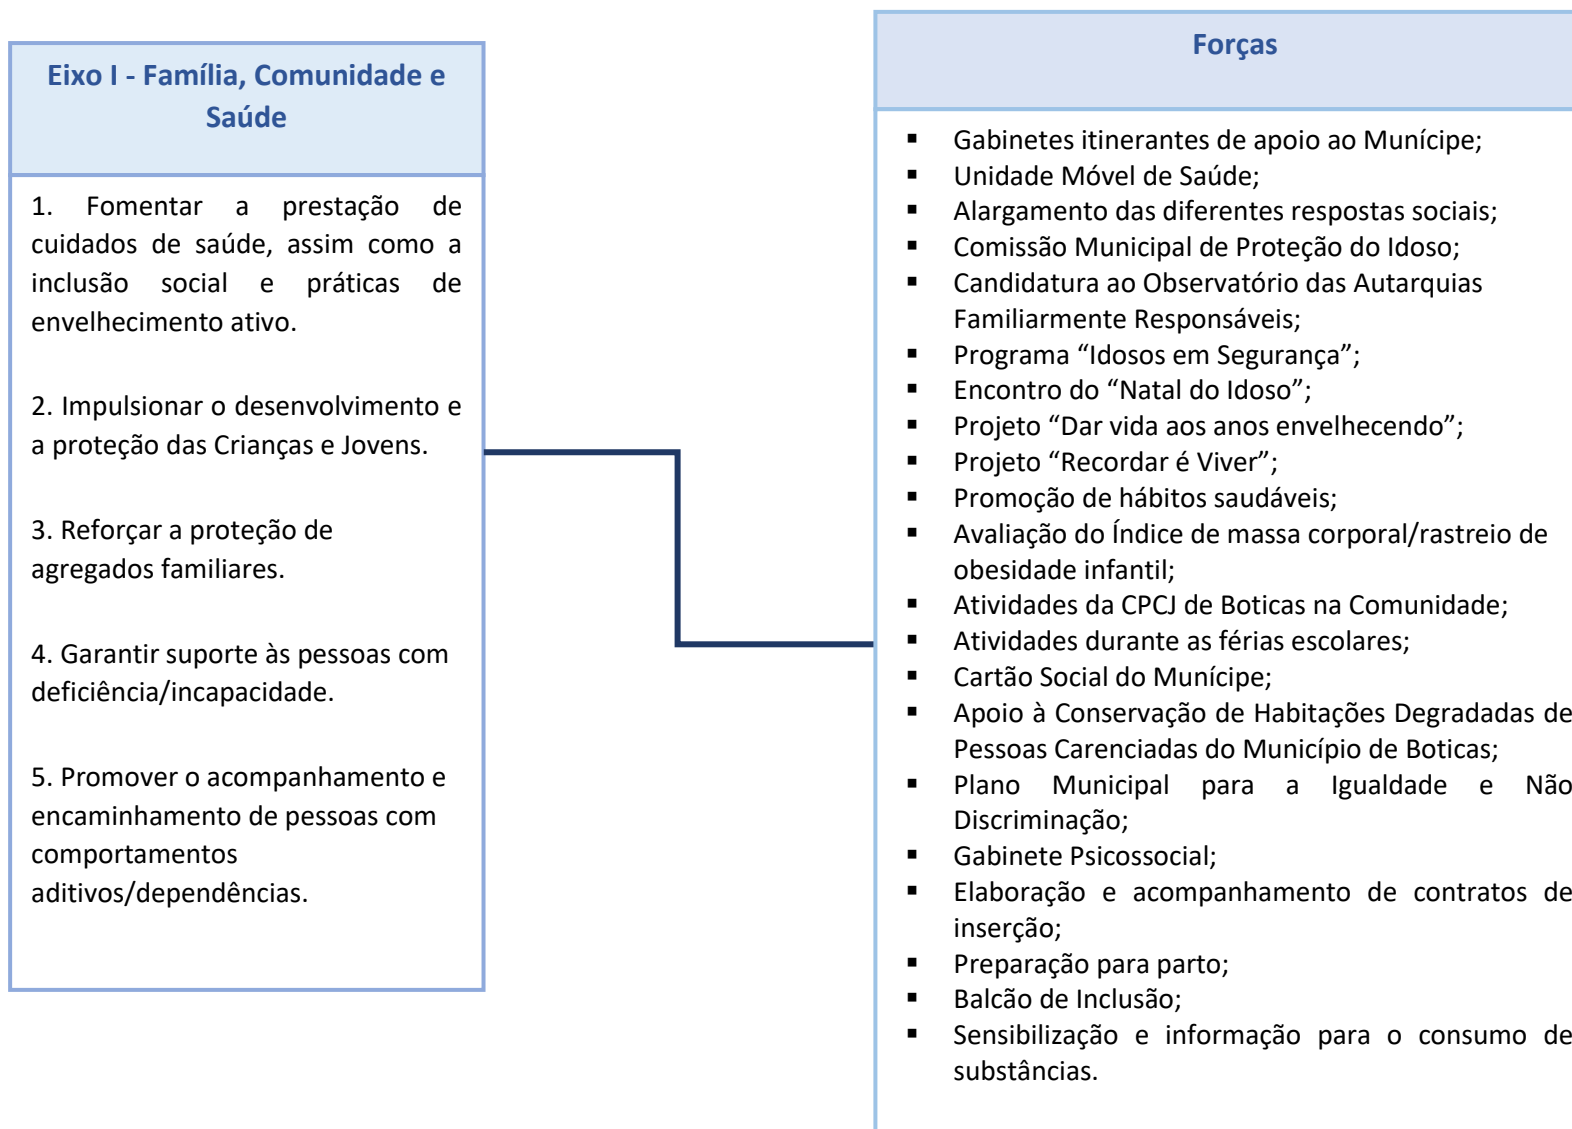 Eixo I - Família, Comunidade e
Saúde
1. Fomentar a prestação de
cuidados de saúde, assim como a
inclusão social e práticas de
envelhecimento ativo.
2. Impulsionar o desenvolvimento e
a proteção das Crianças e Jovens.
3. Reforçar a proteção de
agregados familiares.
4. Garantir suporte às pessoas com
deficiência/incapacidade.
5. Promover o acompanhamento e
encaminhamento de pessoas com
comportamentos
aditivos/dependências.
Forças
▪ Gabinetes itinerantes de apoio ao Munícipe;
▪ Unidade Móvel de Saúde;
▪ Alargamento das diferentes respostas sociais;
▪ Comissão Municipal de Proteção do Idoso;
▪ Candidatura ao Observatório das Autarquias
Familiarmente Responsáveis;
▪ Programa “Idosos em Segurança”;
▪ Encontro do “Natal do Idoso”;
▪ Projeto “Dar vida aos anos envelhecendo”;
▪ Projeto “Recordar é Viver”;
▪ Promoção de hábitos saudáveis;
▪ Avaliação do Índice de massa corporal/rastreio de
obesidade infantil;
▪ Atividades da CPCJ de Boticas na Comunidade;
▪ Atividades durante as férias escolares;
▪ Cartão Social do Munícipe;
▪ Apoio à Conservação de Habitações Degradadas de
Pessoas Carenciadas do Município de Boticas;
▪ Plano Municipal para a Igualdade e Não
Discriminação;
▪ Gabinete Psicossocial;
▪ Elaboração e acompanhamento de contratos de
inserção;
▪ Preparação para parto;
▪ Balcão de Inclusão;
▪ Sensibilização e informação para o consumo de
substâncias.